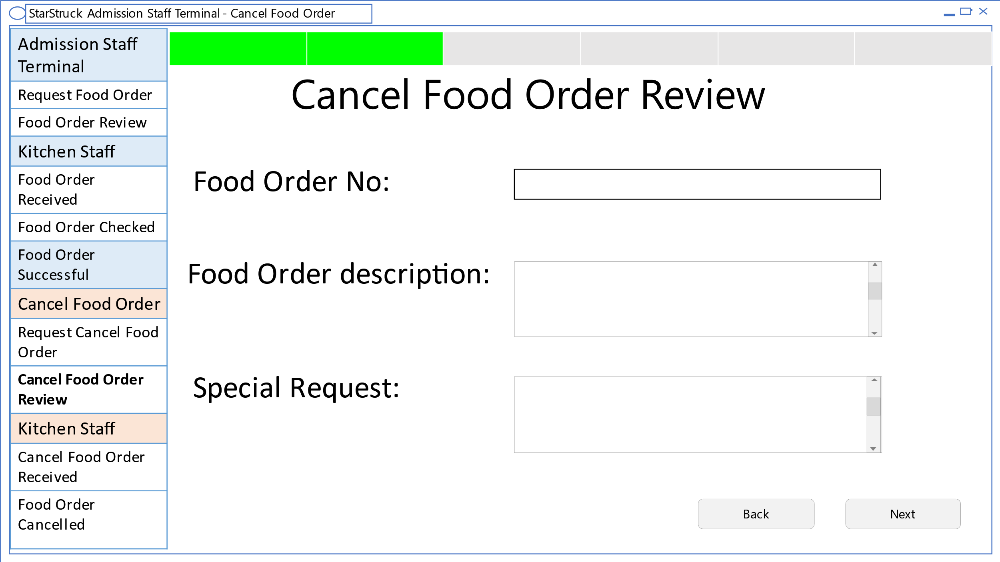 StarStruck Admission Staff Terminal - Cancel Food Order
Admission Staff
Terminal
Request Food Order
Food Order Review
Kitchen Staff
Food Order
Received
Food Order Checked
Food Order
Successful
Cancel Food Order
Request Cancel Food
Order
Cancel Food Order
Review
Kitchen Staff
Cancel Food Order
Received
Food Order
Cancelled
Cancel Food Order Review
Food Order No:
Food Order description:
Special Request:
Back
Next